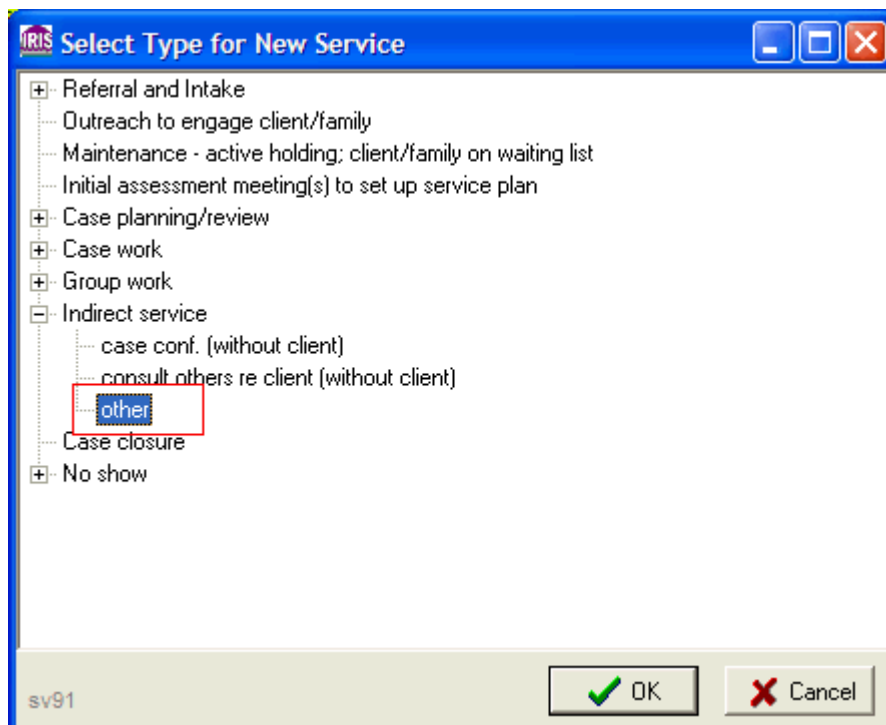 IRIS Select Type for New Service
Referral and Intake
Outreach to engage client/family
Maintenance - active holding; client/family on waiting list
Initial assessment meeting(s) to set up service plan
Case planning/review
Case work
Group work
Indirect service
case conf. (without client)
consult others re client (without client)
other
Case closure
No show
sv91 OK Cancel